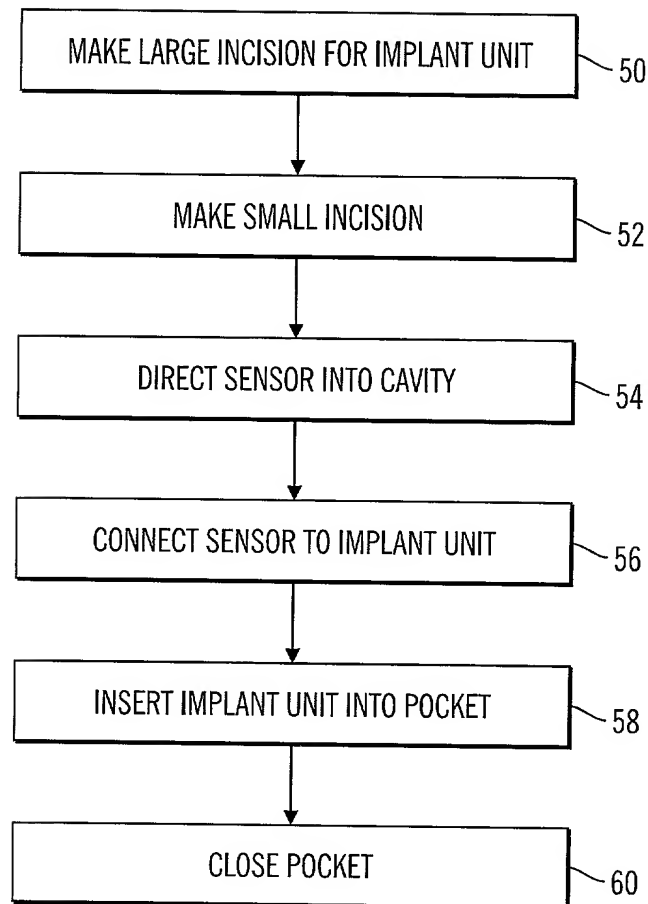 MAKE LARGE INCISION FOR IMPLANT UNIT
50
MAKE SMALL INCISION
52
DIRECT SENSOR INTO CAVITY
54
CONNECT SENSOR TO IMPLANT UNIT
56
INSERT IMPLANT UNIT INTO POCKET
58
CLOSE POCKET
60